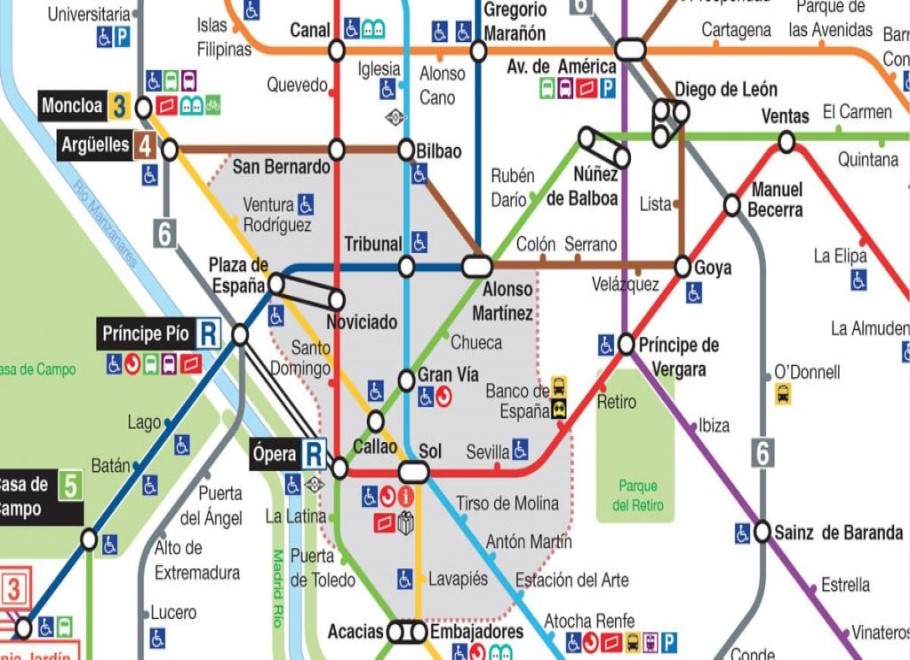 Universitaria
P
Islas
Filipinas
Canal
Gregorio
Marañón
6
Cartagena
Parque de
las Avenidas
Quevedo
Iglesia
Alonso
Cano
Av. de América
P
Diego de León
Ventas
El Carmen
Quintana
Moncloa 3
Argüelles 4
San Bernardo
Bilbao
Rubén
Darío
Núñez
de Balboa
Lista
Manuel
Becerra
Río Manzanares
6
Ventura
Rodríguez
Tribunal
Colón
Serrano
Velázquez
Goya
La Elipa
Plaza de
España
Noviciado
Alonso
Martínez
Príncipe Pío R
Santo
Domingo
Chueca
Príncipe de
Vergara
La Almuden
asa de Campo
Gran Vía
Banco de
España
Retiro
O'Donnell
Lago
Callao
Sol
Sevilla
Ibiza
6
Ópera R
Batán
asa de
Campo
5
Puerta
del Ángel
La Latina
i
Tirso de Molina
Parque
del Retiro
Sainz de Baranda
Alto de
Extremadura
Madrid Río
Puerta
de Toledo
Antón Martín
Lavapiés
Estación del Arte
Estrella
3
Lucero
Acacias
Embajadores
Atocha Renfe
P
Vinateros
Conde